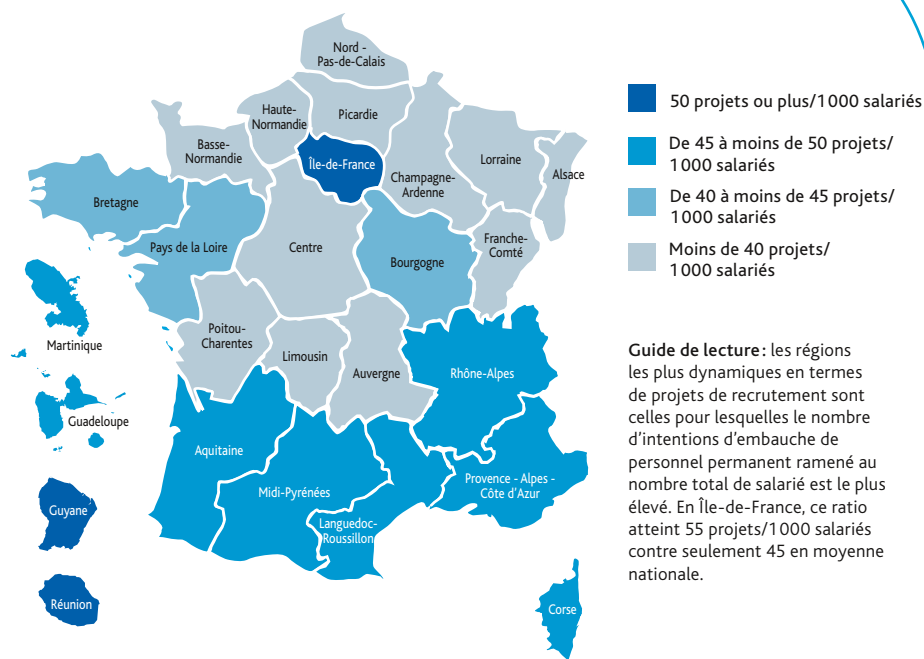 Nord -
Pas-de-Calais
Haute-
Normandie
Picardie
Basse-
Normandie
Île-de-France
Champagne-
Ardenne
Lorraine
Alsace
Bretagne
Pays de la Loire
Centre
Bourgogne
Franche-
Comté
Poitou-
Charentes
Limousin
Auvergne
Rhône-Alpes
Aquitaine
Midi-Pyrénées
Languedoc-
Roussillon
Provence - Alpes -
Côte d'Azur
Corse
Martinique
Guadeloupe
Guyane
Réunion
50 projets ou plus/1000 salariés
De 45 à moins de 50 projets/
1000 salariés
De 40 à moins de 45 projets/
1000 salariés
Moins de 40 projets/
1000 salariés
Guide de lecture : les régions
les plus dynamiques en termes
de projets de recrutement sont
celles pour lesquelles le nombre
d'intentions d'embauche de
personnel permanent ramené au
nombre total de salarié est le plus
élevé. En Île-de-France, ce ratio
atteint 55 projets/1000 salariés
contre seulement 45 en moyenne
nationale.